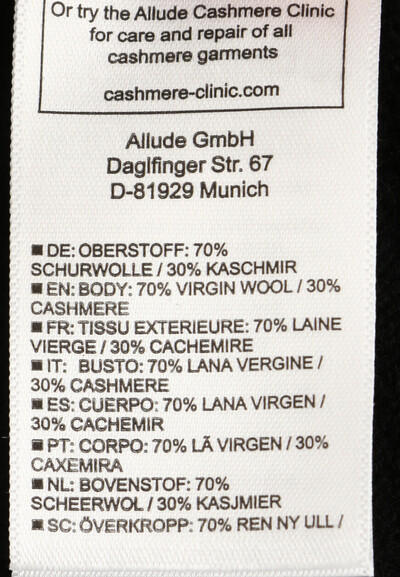 Or try the Allude Cashmere Clinic
for care and repair of all
cashmere garments
cashmere-clinic.com
Allude GmbH
Daglfinger Str. 67
D-81929 Munich
■ DE: OBERSTOFF: 70%
SCHURWOLLE / 30% KASCHMIR
■ EN: BODY: 70% VIRGIN WOOL / 30%
CASHMERE
■ FR: TISSU EXTERIEURE: 70% LAINE
VIERGE / 30% CACHEMIRE
■ IT: BUSTO: 70% LANA VERGINE /
30% CASHMERE
■ ES: CUERPO: 70% LANA VIRGEN /
30% CACHEMIR
■ PT: CORPO: 70% LÃ VIRGEN / 30%
CAXEMIRA
■ NL: BOVENSTOF: 70%
SCHEERWOL / 30% KASJMIER
■ SC: ÖVERKROPP: 70% REN NY ULL /